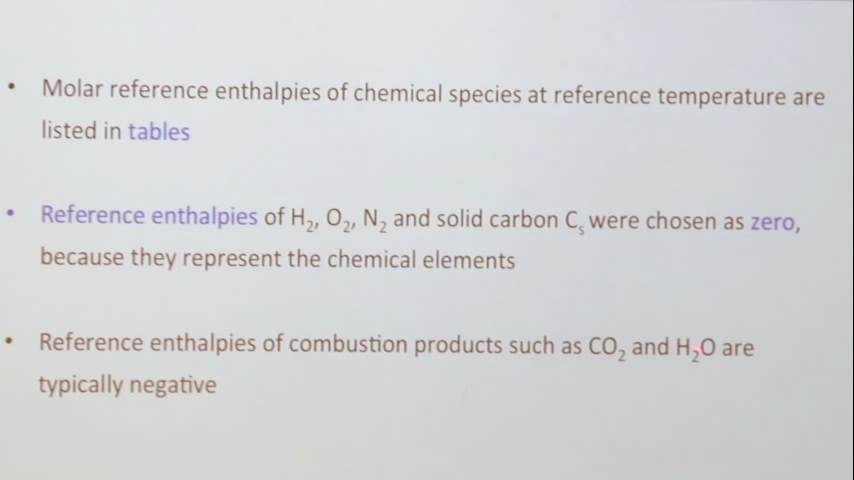 • Molar reference enthalpies of chemical species at reference temperature are
listed in tables
• Reference enthalpies of H₂, O₂, N₂ and solid carbon Cₛ were chosen as zero,
because they represent the chemical elements
• Reference enthalpies of combustion products such as CO₂ and H₂O are
typically negative